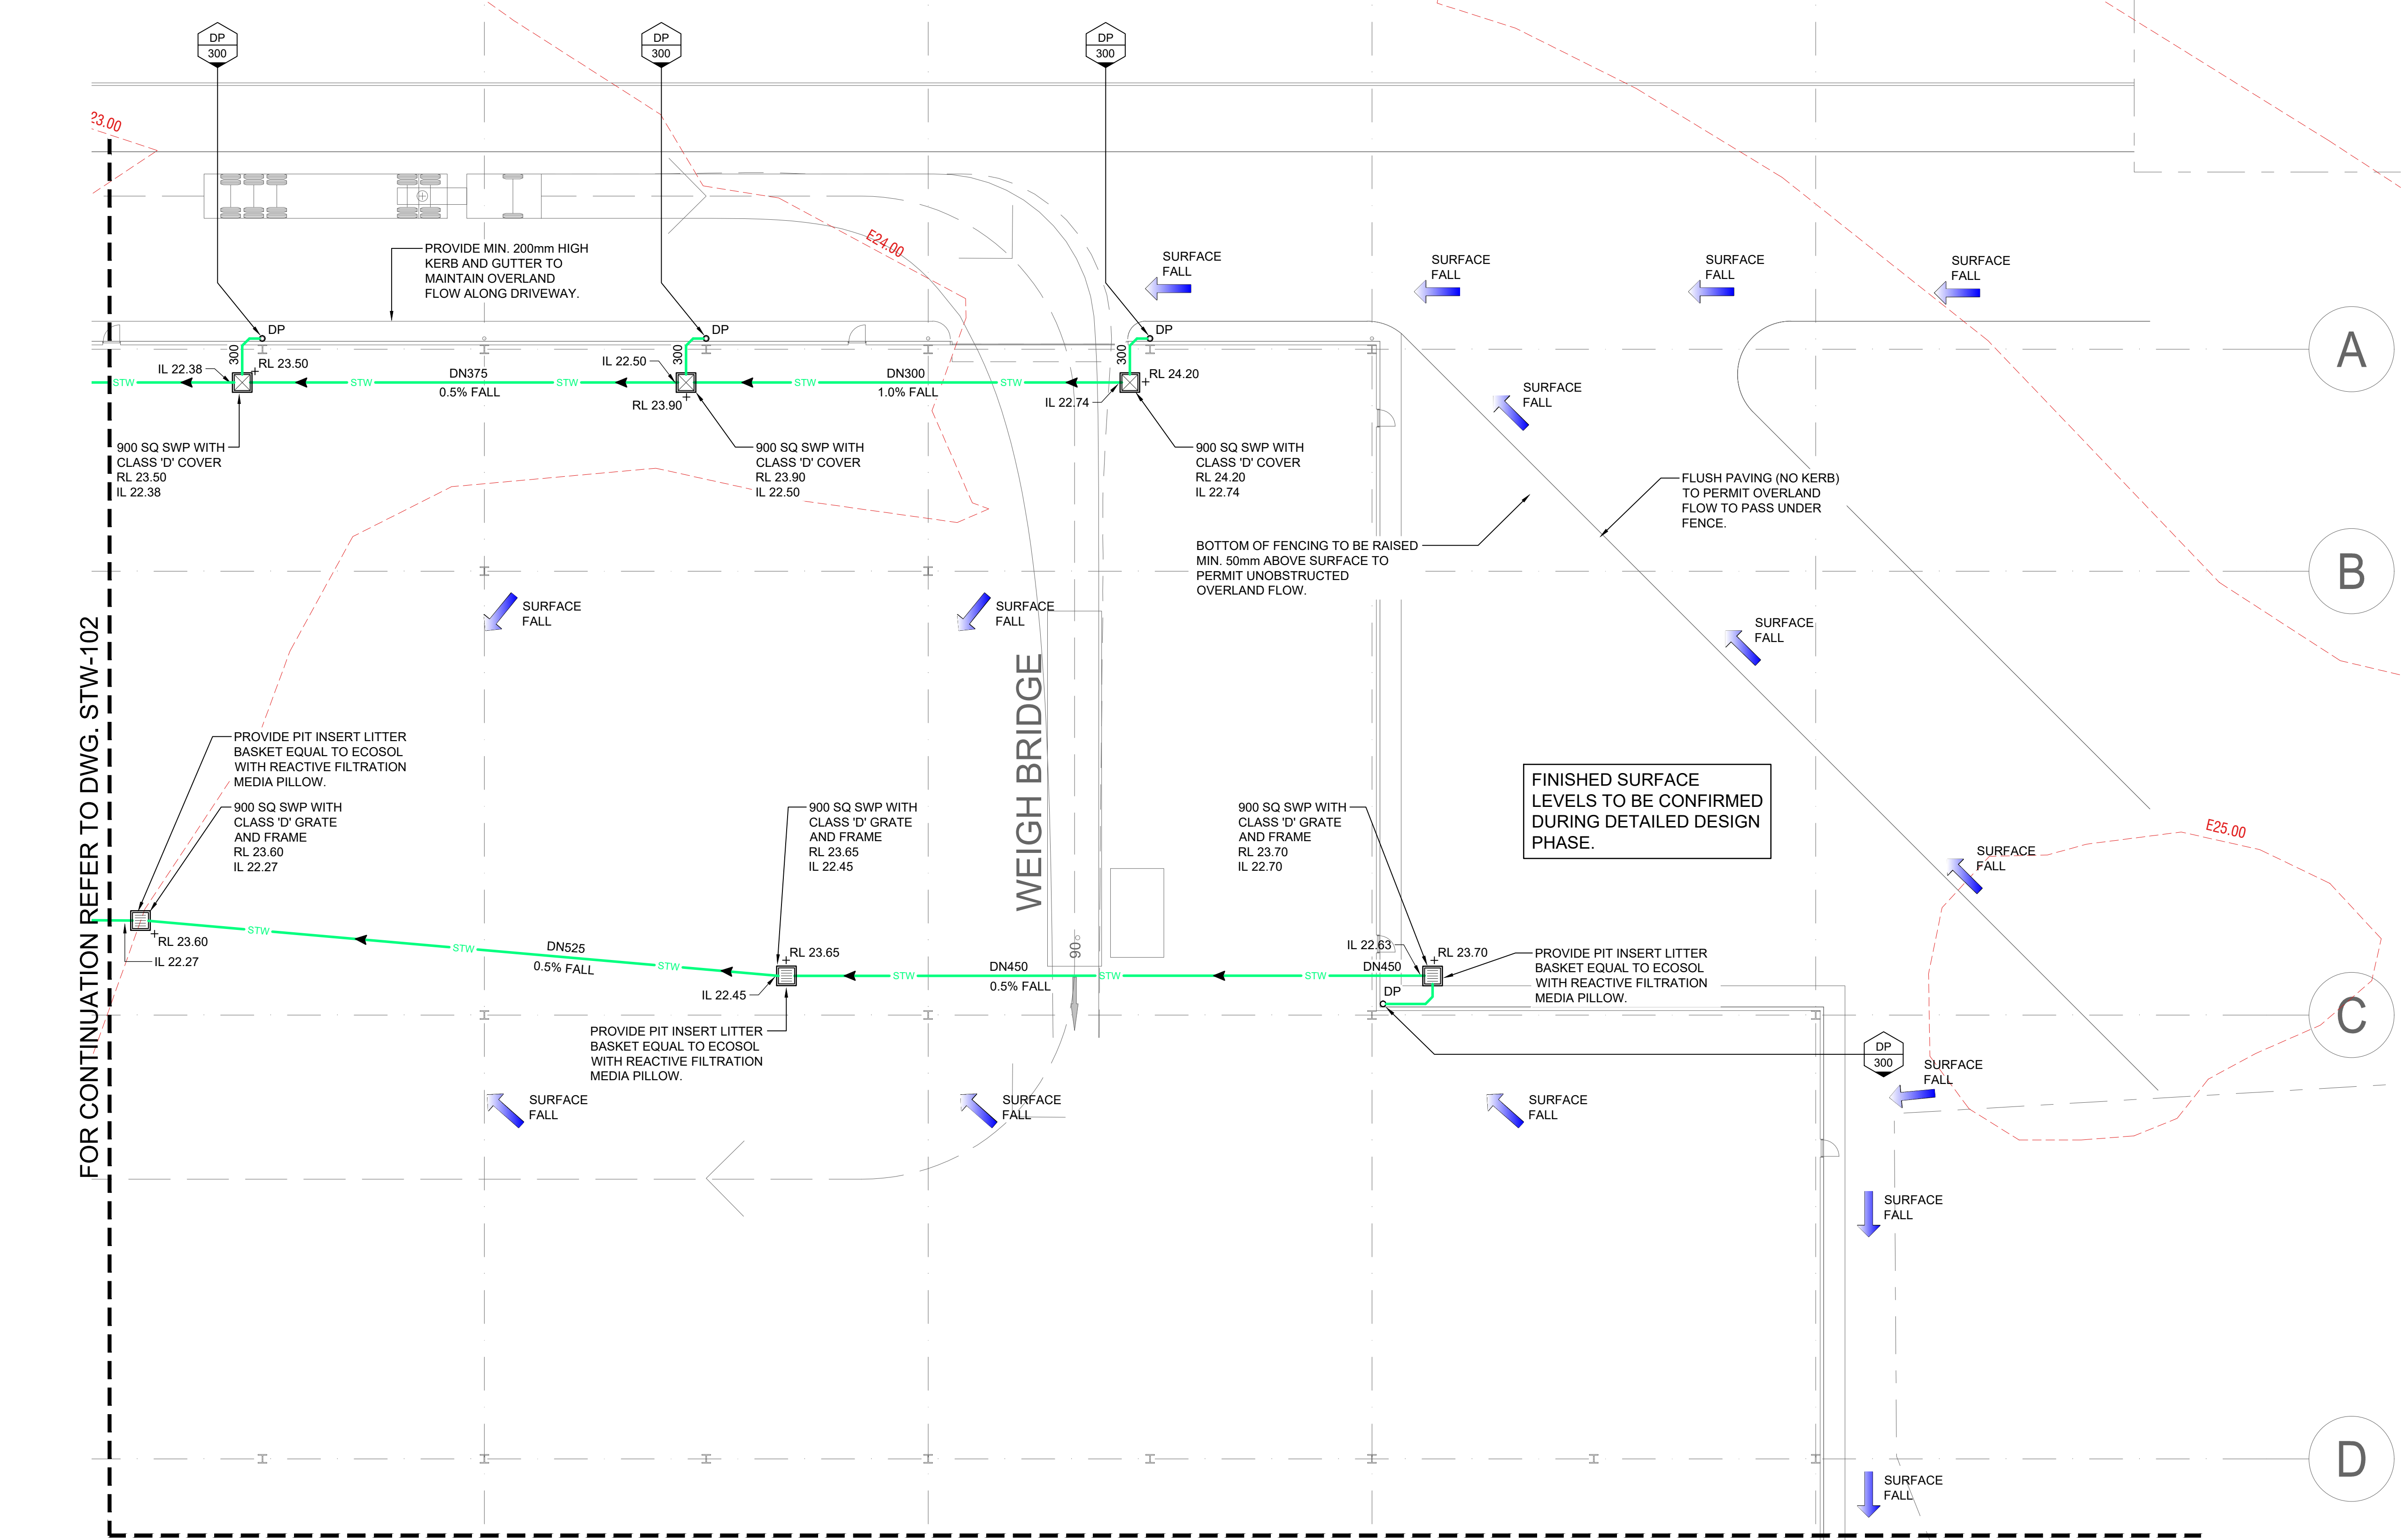 DP
300
DP
300
DP
300
23.00
PROVIDE MIN. 200mm HIGH
KERB AND GUTTER TO
MAINTAIN OVERLAND
FLOW ALONG DRIVEWAY.
E24.00
SURFACE
FALL
SURFACE
FALL
SURFACE
FALL
SURFACE
FALL
DP
DP
DP
A
300
RL 23.50
IL 22.38
STW
STW
DN375
0.5% FALL
STW
IL 22.50
300
RL 23.90
STW
DN300
1.0% FALL
STW
300
IL 22.74
RL 24.20
SURFACE
FALL
900 SQ SWP WITH
CLASS 'D' COVER
RL 23.50
IL 22.38
900 SQ SWP WITH
CLASS 'D' COVER
RL 23.90
IL 22.50
900 SQ SWP WITH
CLASS 'D' COVER
RL 24.20
IL 22.74
FLUSH PAVING (NO KERB)
TO PERMIT OVERLAND
FLOW TO PASS UNDER
FENCE.
BOTTOM OF FENCING TO BE RAISED
MIN. 50mm ABOVE SURFACE TO
PERMIT UNOBSTRUCTED
OVERLAND FLOW.
B
SURFACE
FALL
SURFACE
FALL
SURFACE
FALL
FOR CONTINUATION REFER TO DWG. STW-102
WEIGH BRIDGE
PROVIDE PIT INSERT LITTER
BASKET EQUAL TO ECOSOL
WITH REACTIVE FILTRATION
MEDIA PILLOW.
900 SQ SWP WITH
CLASS 'D' GRATE
AND FRAME
RL 23.60
IL 22.27
900 SQ SWP WITH
CLASS 'D' GRATE
AND FRAME
RL 23.65
IL 22.45
900 SQ SWP WITH
CLASS 'D' GRATE
AND FRAME
RL 23.70
IL 22.70
FINISHED SURFACE
LEVELS TO BE CONFIRMED
DURING DETAILED DESIGN
PHASE.
E25.00
SURFACE
FALL
RL 23.60
IL 22.27
STW
STW
DN525
0.5% FALL
STW
RL 23.65
IL 22.45
STW
DN450
0.5% FALL
90°
STW
STW
IL 22.63
DN450
RL 23.70
DP
PROVIDE PIT INSERT LITTER
BASKET EQUAL TO ECOSOL
WITH REACTIVE FILTRATION
MEDIA PILLOW.
C
PROVIDE PIT INSERT LITTER
BASKET EQUAL TO ECOSOL
WITH REACTIVE FILTRATION
MEDIA PILLOW.
DP
300
SURFACE
FALL
SURFACE
FALL
SURFACE
FALL
SURFACE
FALL
SURFACE
FALL
D
SURFACE
FALL